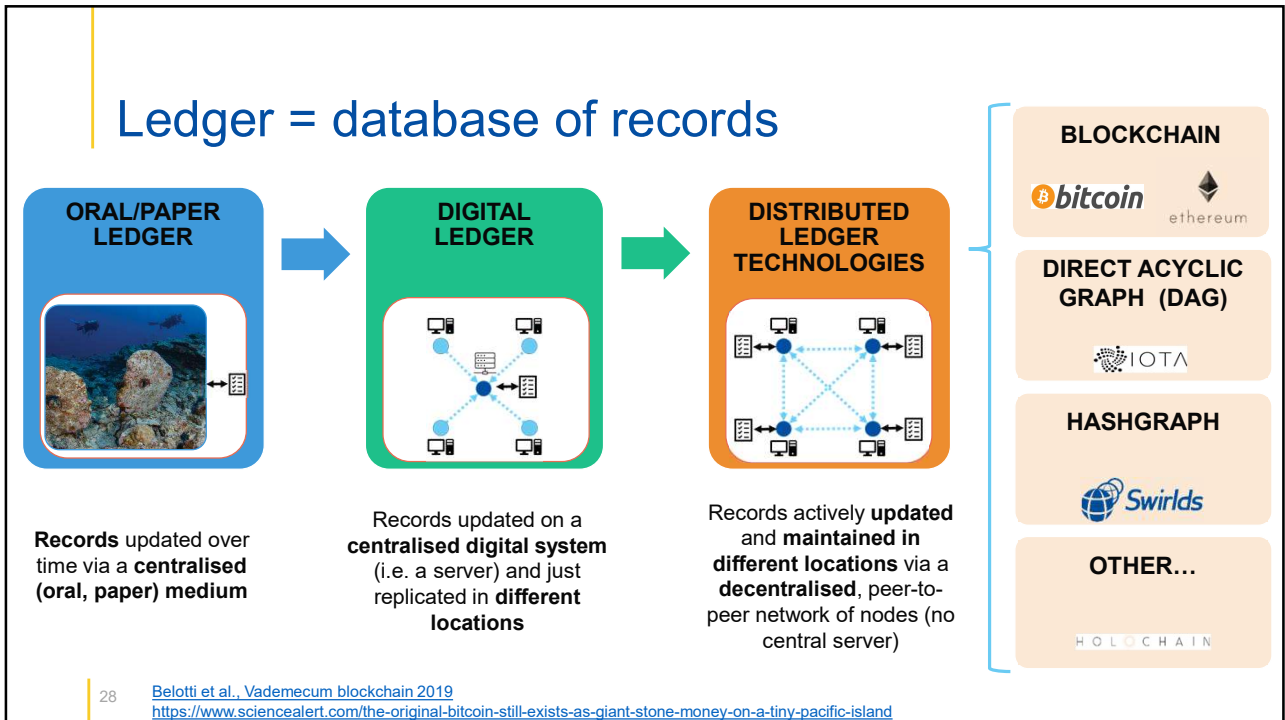 Ledger = database of records
ORAL/PAPER
LEDGER
DIGITAL
LEDGER
DISTRIBUTED
LEDGER
TECHNOLOGIES
Records updated over
time via a centralised
(oral, paper) medium
Records updated on a
centralised digital system
(i.e. a server) and just
replicated in different
locations
Records actively updated
and maintained in
different locations via a
decentralised, peer-to-
peer network of nodes (no
central server)
BLOCKCHAIN
bitcoin
ethereum
DIRECT ACYCLIC
GRAPH (DAG)
IOTA
HASHGRAPH
Swirlds
OTHER…
HOLOCHAIN
28
Belotti et al., Vademecum blockchain 2019
https://www.sciencealert.com/the-original-bitcoin-still-exists-as-giant-stone-money-on-a-tiny-pacific-island